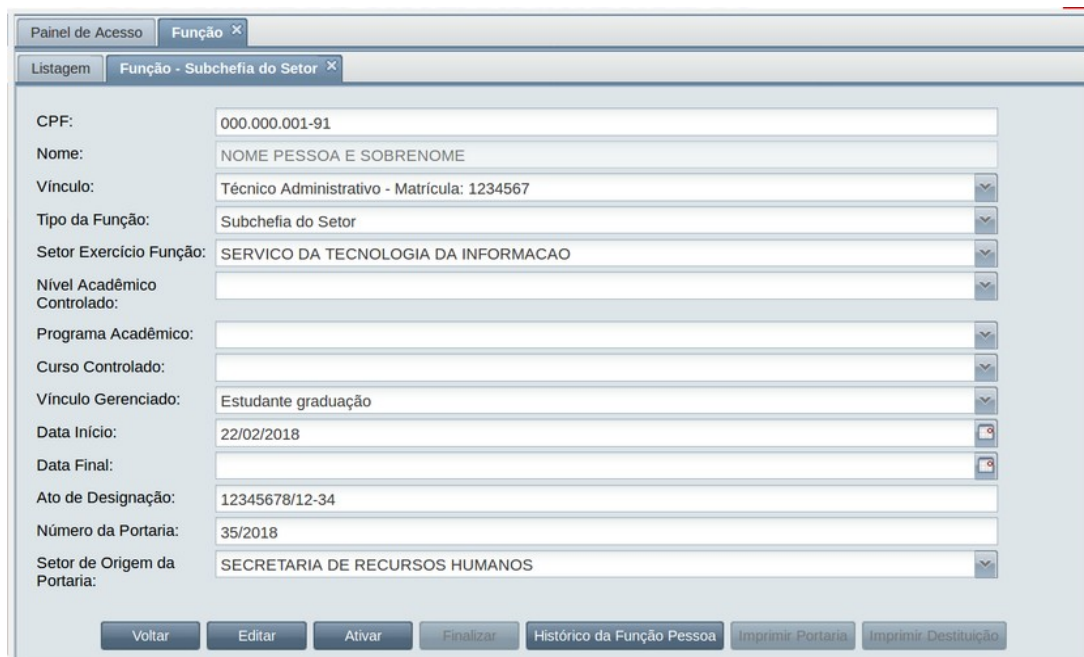 Painel de Acesso Função
Listagem Função - Subchefia do Setor
CPF: 000.000.001-91
Nome: NOME PESSOA E SOBRENOME
Vínculo: Técnico Administrativo - Matrícula: 1234567
Tipo da Função: Subchefia do Setor
Setor Exercício Função: SERVICO DA TECNOLOGIA DA INFORMACAO
Nível Acadêmico
Controlado:
Programa Acadêmico:
Curso Controlado:
Vínculo Gerenciado: Estudante graduação
Data Início: 22/02/2018
Data Final:
Ato de Designação: 12345678/12-34
Número da Portaria: 35/2018
Setor de Origem da SECRETARIA DE RECURSOS HUMANOS
Portaria:
Voltar Editar Ativar Finalizar Histórico da Função Pessoa Imprimir Portaria Imprimir Destituição